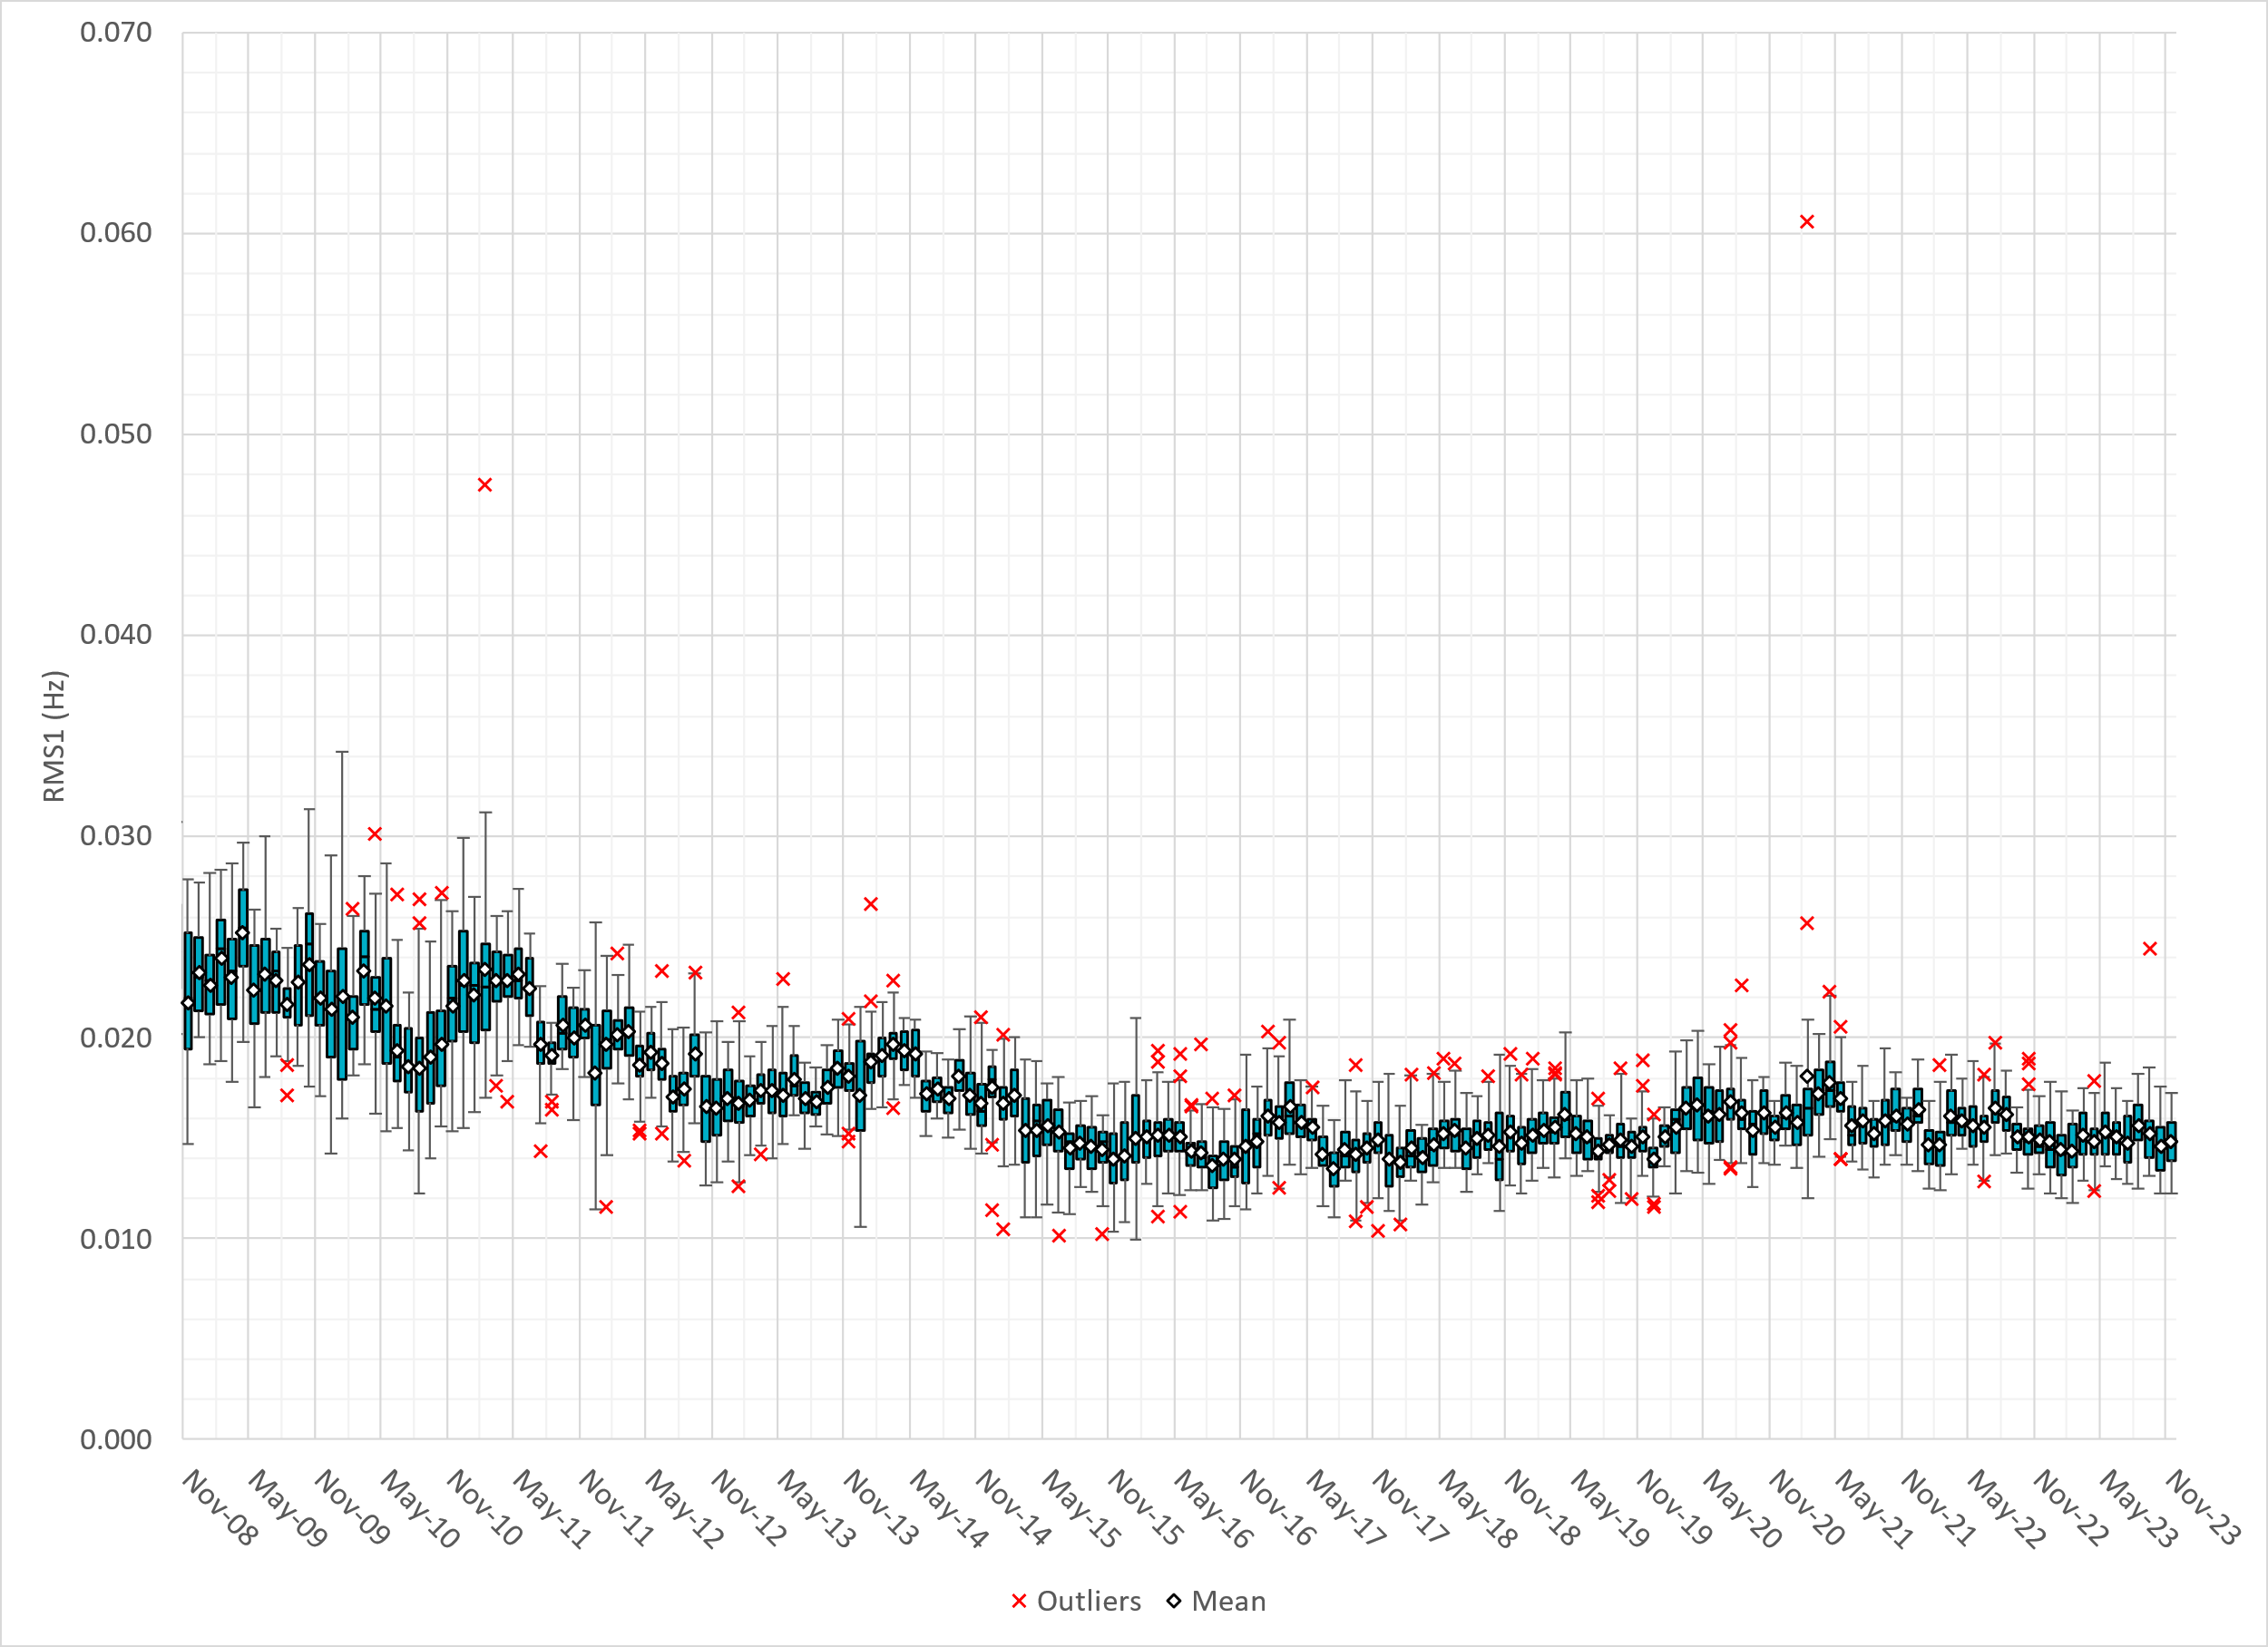 0.070
0.060
0.050
0.040
0.030
0.020
0.010
0.000
RMS1 (Hz)
Nov-08
May-09
Nov-09
May-10
Nov-10
May-11
Nov-11
May-12
Nov-12
May-13
Nov-13
May-14
Nov-14
May-15
Nov-15
May-16
Nov-16
May-17
Nov-17
May-18
Nov-18
May-19
Nov-19
May-20
Nov-20
May-21
Nov-21
May-22
Nov-22
May-23
Nov-23
Outliers Mean